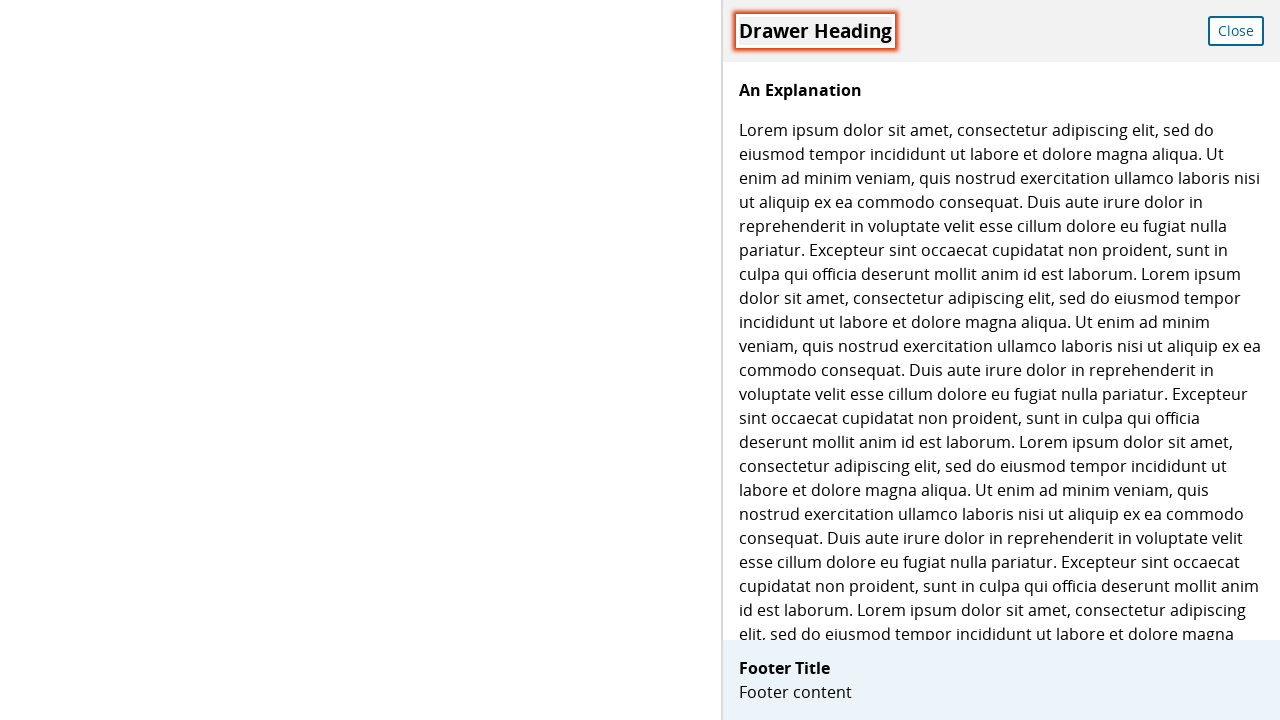 Drawer Heading
Close
An Explanation
Lorem ipsum dolor sit amet, consectetur adipiscing elit, sed do
eiusmod tempor incididunt ut labore et dolore magna aliqua. Ut
enim ad minim veniam, quis nostrud exercitation ullamco laboris nisi
ut aliquip ex ea commodo consequat. Duis aute irure dolor in
reprehenderit in voluptate velit esse cillum dolore eu fugiat nulla
pariatur. Excepteur sint occaecat cupidatat non proident, sunt in
culpa qui officia deserunt mollit anim id est laborum. Lorem ipsum
dolor sit amet, consectetur adipiscing elit, sed do eiusmod tempor
incididunt ut labore et dolore magna aliqua. Ut enim ad minim
veniam, quis nostrud exercitation ullamco laboris nisi ut aliquip ex ea
commodo consequat. Duis aute irure dolor in reprehenderit in
voluptate velit esse cillum dolore eu fugiat nulla pariatur. Excepteur
sint occaecat cupidatat non proident, sunt in culpa qui officia
deserunt mollit anim id est laborum. Lorem ipsum dolor sit amet,
consectetur adipiscing elit, sed do eiusmod tempor incididunt ut
labore et dolore magna aliqua. Ut enim ad minim veniam, quis
nostrud exercitation ullamco laboris nisi ut aliquip ex ea commodo
consequat. Duis aute irure dolor in reprehenderit in voluptate velit
esse cillum dolore eu fugiat nulla pariatur. Excepteur sint occaecat
cupidatat non proident, sunt in culpa qui officia deserunt mollit anim
id est laborum. Lorem ipsum dolor sit amet, consectetur adipiscing
elit, sed do eiusmod tempor incididunt ut labore et dolore magna
Footer Title
Footer content